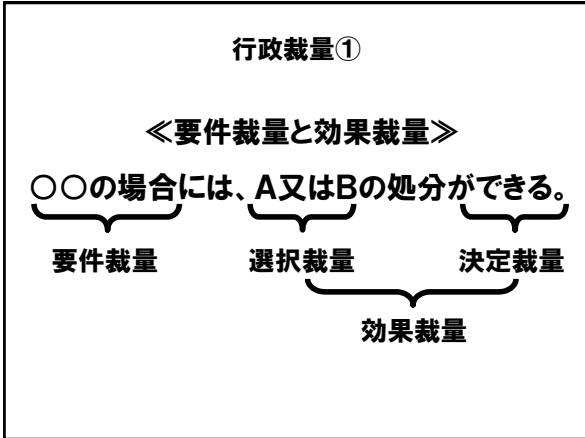 行政裁量①
≪要件裁量と効果裁量≫
○○の場合には、A又はBの処分ができる。
要件裁量 選択裁量 決定裁量
効果裁量